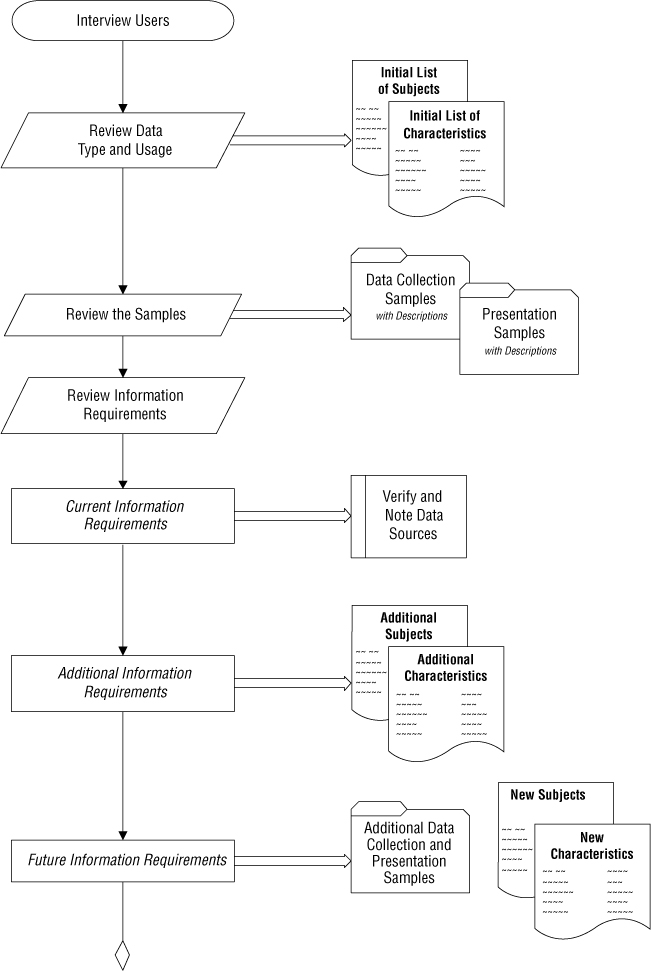 Interview Users
Initial List
of Subjects
Initial List of
Characteristics
Review Data
Type and Usage
Data Collection
Samples
with Descriptions
Presentation
Samples
with Descriptions
Review the Samples
Review Information
Requirements
Current Information
Requirements
Verify and
Note Data
Sources
Additional
Subjects
Additional
Characteristics
Additional Information
Requirements
New Subjects
New
Characteristics
Additional Data
Collection and
Presentation
Samples
Future Information Requirements